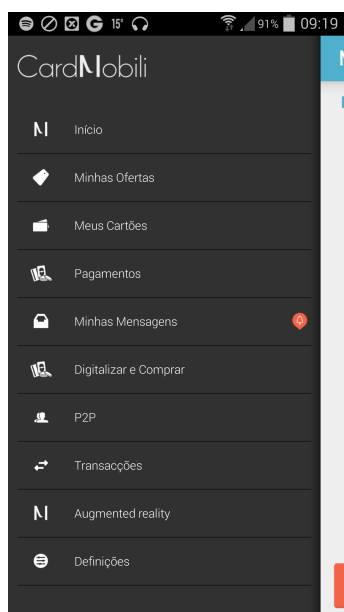 15° 91% 09:19
CardMobili
Início
Minhas Ofertas
Meus Cartões
Pagamentos
Minhas Mensagens
Digitalizar e Comprar
P2P
Transacções
Augmented reality
Definições